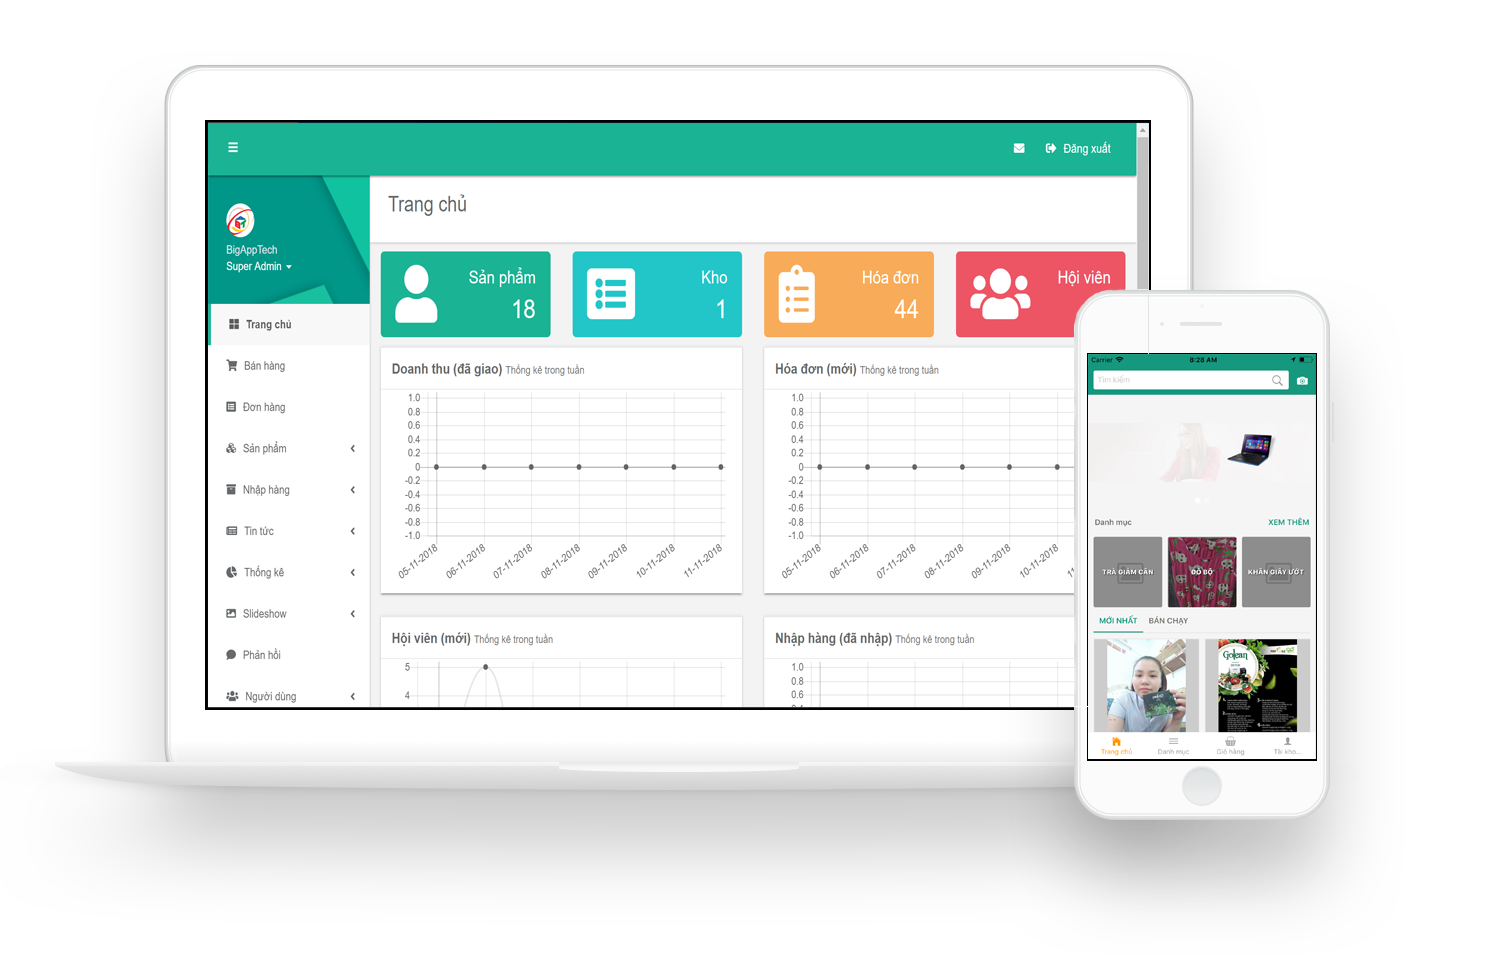 Đăng xuất
BigAppTech
Super Admin
Trang chủ
Bán hàng
Đơn hàng
Sản phẩm
Nhập hàng
Tin tức
Thống kê
Slideshow
Phản hồi
Người dùng
Trang chủ
Sản phẩm
18
Kho
1
Hóa đơn
44
Hội viên
Doanh thu (đã giao) Thống kê trong tuần
1.0
0.8
0.6
0.4
0.2
0
-0.2
-0.4
-0.6
-0.8
-1.0
05-11-2018 06-11-2018 07-11-2018 08-11-2018 09-11-2018 10-11-2018 11-11-2018
Hóa đơn (mới) Thống kê trong tuần
1.0
0.8
0.6
0.4
0.2
0
-0.2
-0.4
-0.6
-0.8
-1.0
05-11-2018 06-11-2018 07-11-2018 08-11-2018 09-11-2018 10-11-2018
Hội viên (mới) Thống kê trong tuần
5
4
Nhập hàng (đã nhập) Thống kê trong tuần
1.0
0.8
0.6
Carrier 8:28 AM
Tìm kiếm
Danh mục XEM THÊM
TRÀ GIẢM CÂN ĐỒ BỘ KHĂN GIẤY ƯỚT
MỚI NHẤT BÁN CHẠY
Golean
Trang chủ Danh mục Giỏ hàng Tài kho...